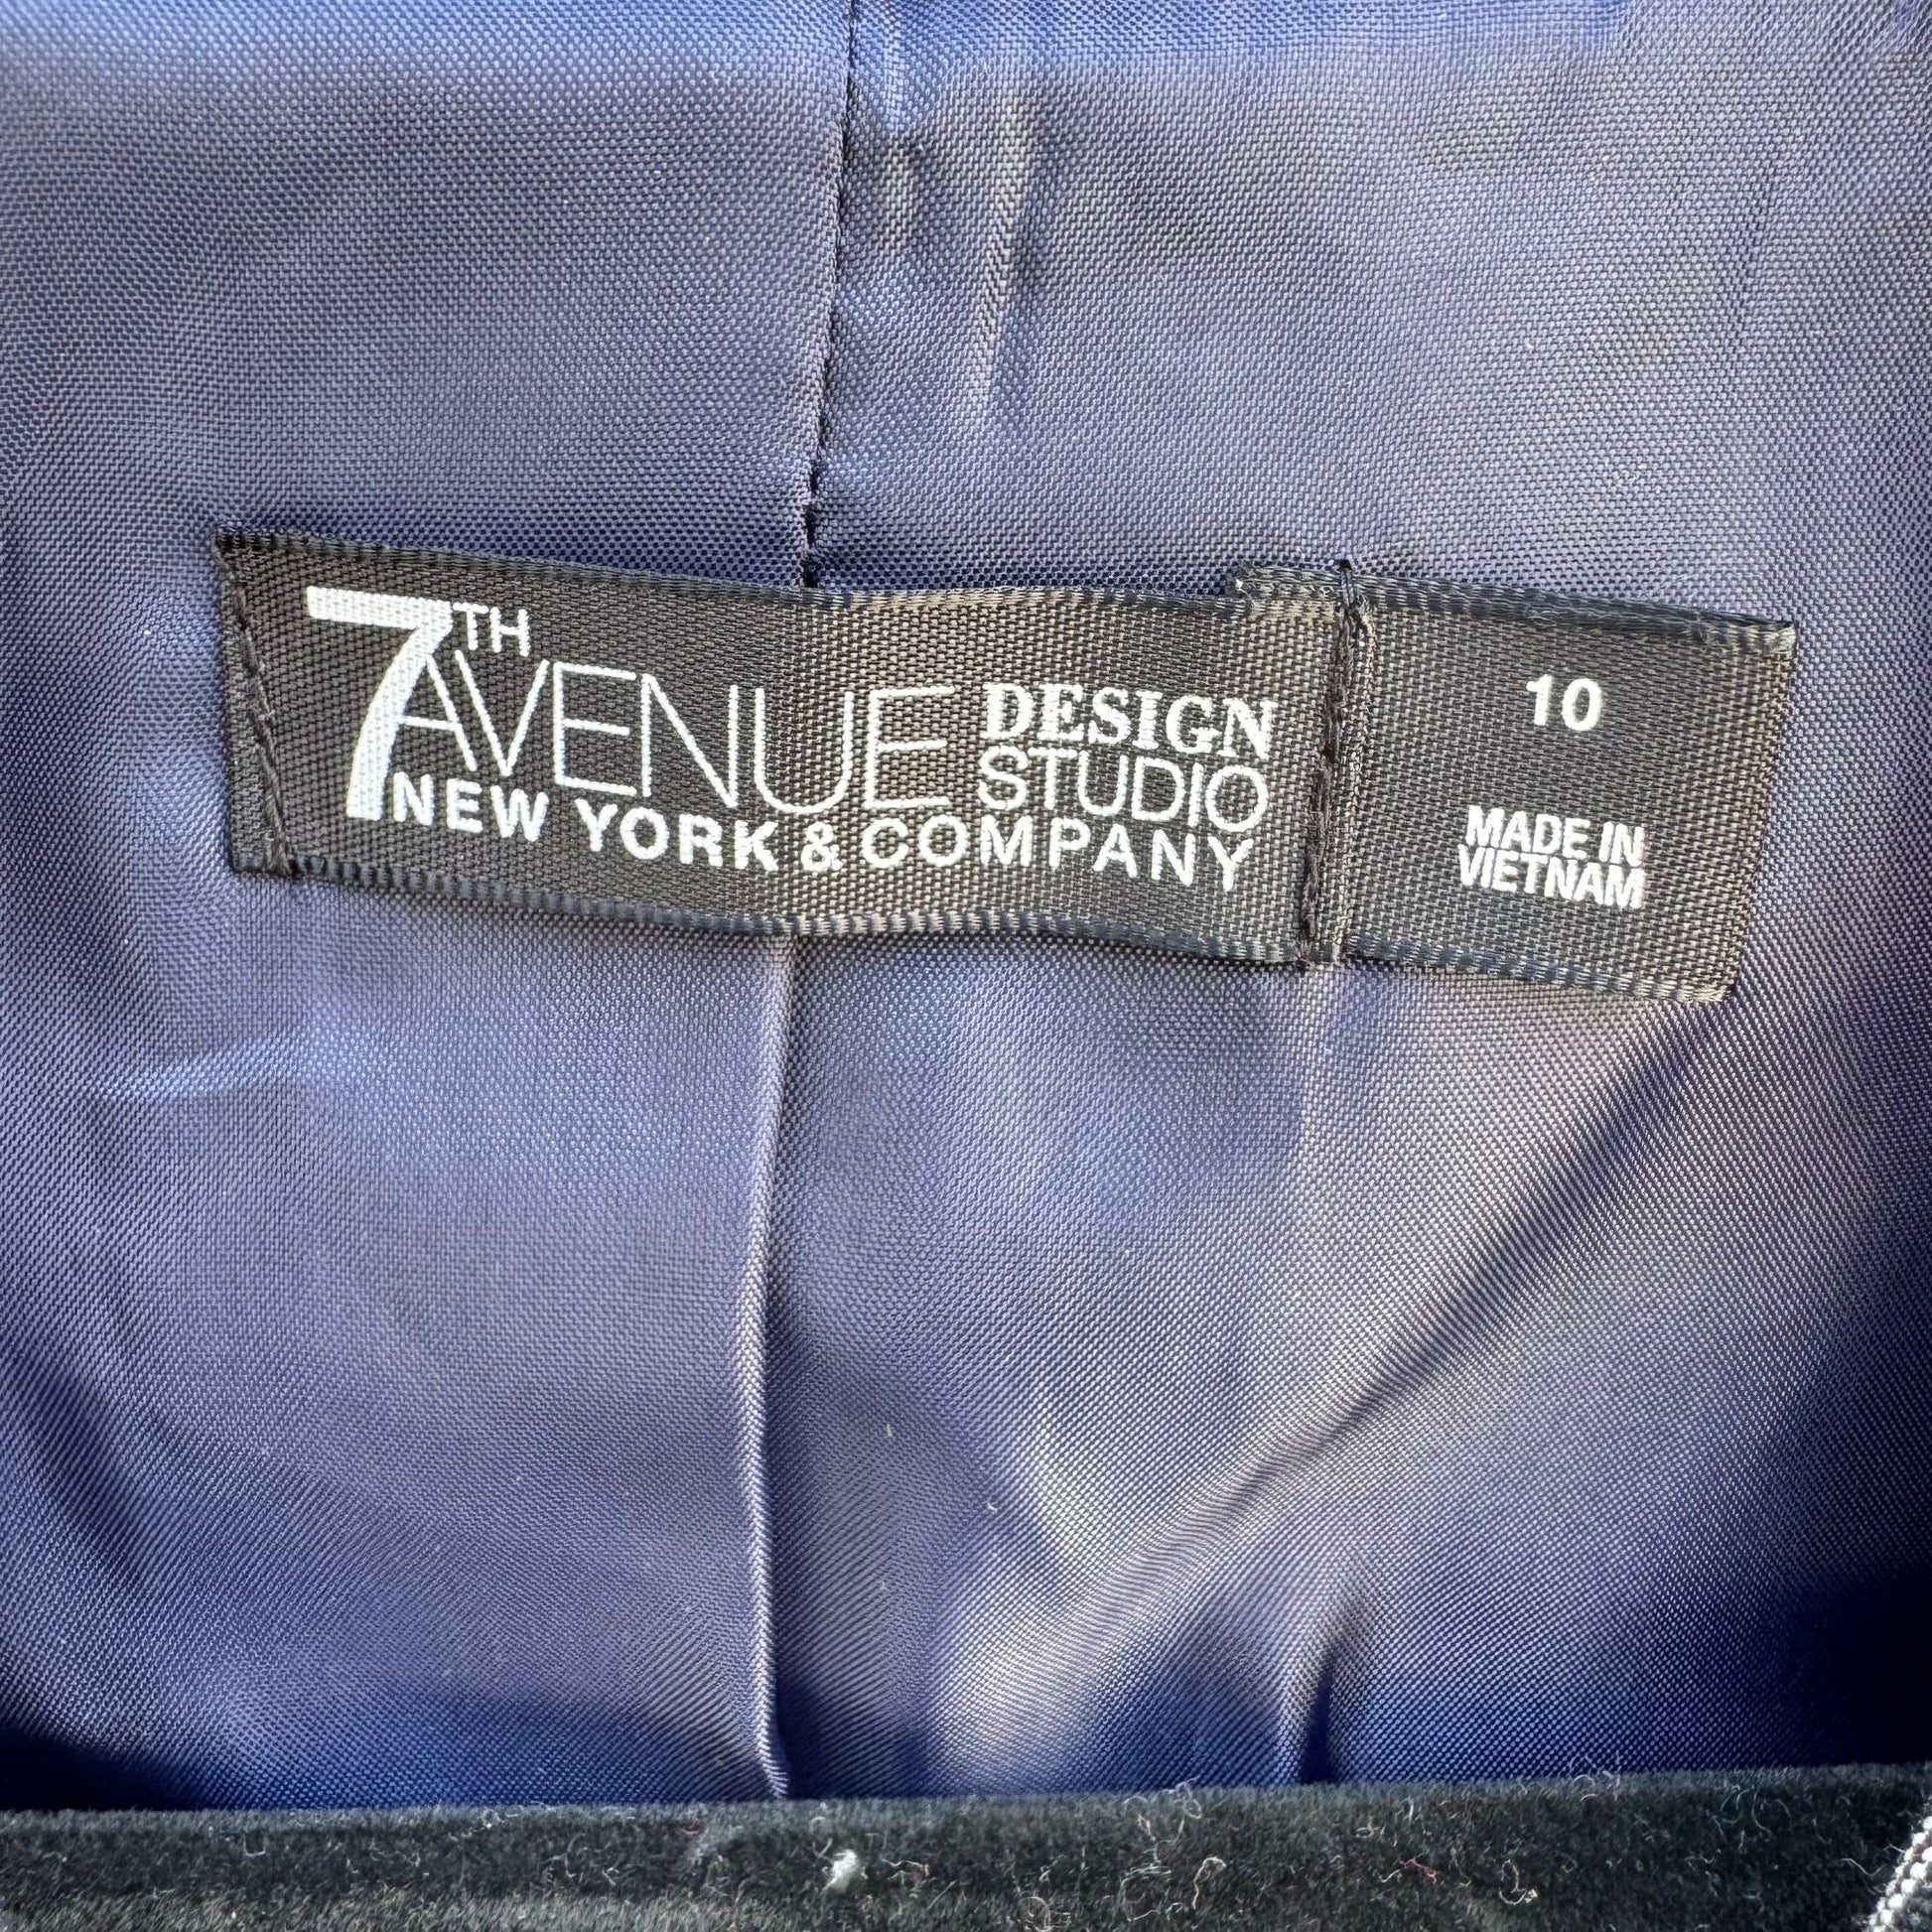 7TH
AVENUE DESIGN
STUDIO
NEW YORK & COMPANY
10
MADE IN
VIETNAM